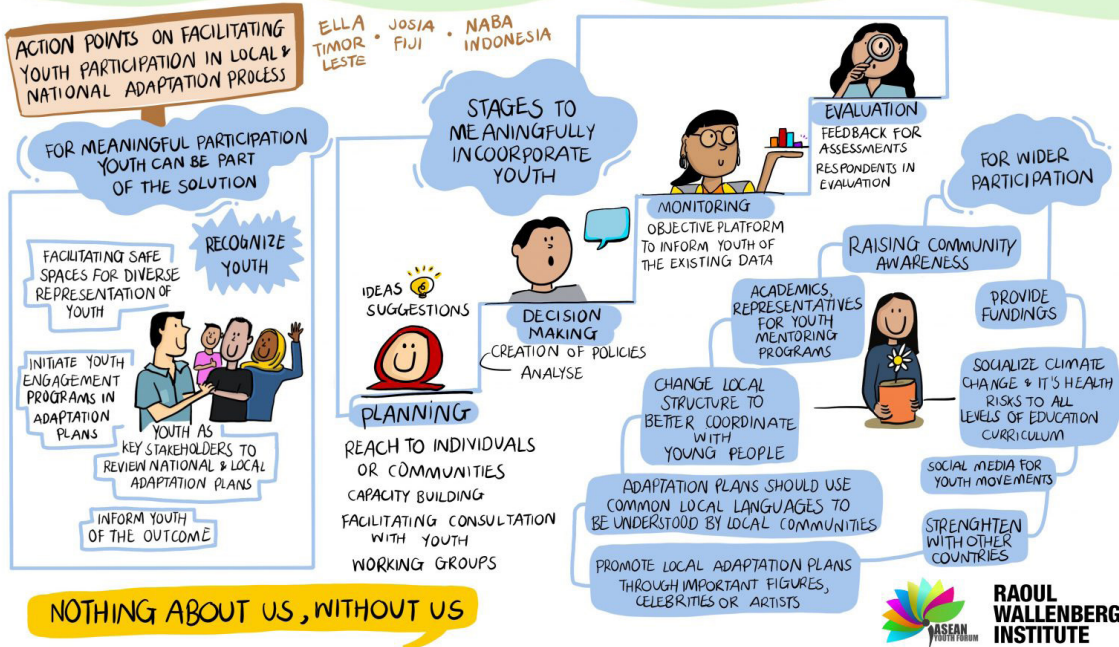 ACTION POINTS ON FACILITATING
YOUTH PARTICIPATION IN LOCAL &
NATIONAL ADAPTATION PROCESS
ELLA
TIMOR
LESTE
• JOSIA
FIJI
• NABA
INDONESIA
FOR MEANINGFUL PARTICIPATION
YOUTH CAN BE PART
OF THE SOLUTION
RECOGNIZE
YOUTH
FACILITATING SAFE
SPACES FOR DIVERSE
REPRESENTATION OF
YOUTH
INITIATE YOUTH
ENGAGEMENT
PROGRAMS IN
ADAPTATION
PLANS
YOUTH AS
KEY STAKEHOLDERS TO
REVIEW NATIONAL & LOCAL
ADAPTATION PLANS
INFORM YOUTH
OF THE OUTCOME
NOTHING ABOUT US, WITHOUT US
STAGES TO
MEANINGFULLY
INCOORPORATE
YOUTH
IDEAS
SUGGESTIONS
PLANNING
REACH TO INDIVIDUALS
OR COMMUNITIES
CAPACITY BUILDING
FACILITATING CONSULTATION
WITH YOUTH
WORKING GROUPS
DECISION
MAKING
CREATION OF POLICIES
ANALYSE
MONITORING
OBJECTIVE PLATFORM
TO INFORM YOUTH OF
THE EXISTING DATA
EVALUATION
FEEDBACK FOR
ASSESSMENTS
RESPONDENTS IN
EVALUATION
FOR WIDER
PARTICIPATION
RAISING COMMUNITY
AWARENESS
ACADEMICS,
REPRESENTATIVES
FOR YOUTH
MENTORING
PROGRAMS
CHANGE LOCAL
STRUCTURE TO
BETTER COORDINATE
WITH
YOUNG PEOPLE
ADAPTATION PLANS SHOULD USE
COMMON LOCAL LANGUAGES TO
BE UNDERSTOOD BY LOCAL COMMUNITIES
PROMOTE LOCAL ADAPTATION PLANS
THROUGH IMPORTANT FIGURES,
CELEBRITIES OR ARTISTS
PROVIDE
FUNDINGS
SOCIALIZE CLIMATE
CHANGE & IT'S HEALTH
RISKS TO ALL
LEVELS OF EDUCATION
CURRICULUM
SOCIAL MEDIA FOR
YOUTH MOVEMENTS
STRENGHTEN
WITH OTHER
COUNTRIES
ASEAN
YOUTH FORUM
RAOUL
WALLENBERG
INSTITUTE